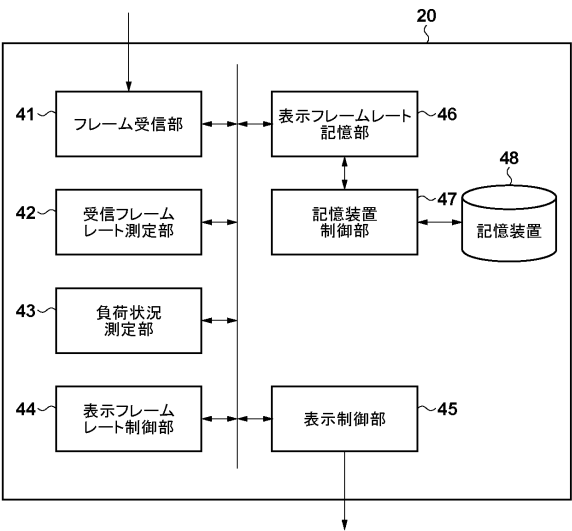 20
41
フレーム受信部
表示フレームレート
記憶部
46
42
受信フレーム
レート測定部
記憶装置
制御部
47
48
記憶装置
43
負荷状況
測定部
44
表示フレーム
レート制御部
表示制御部
45